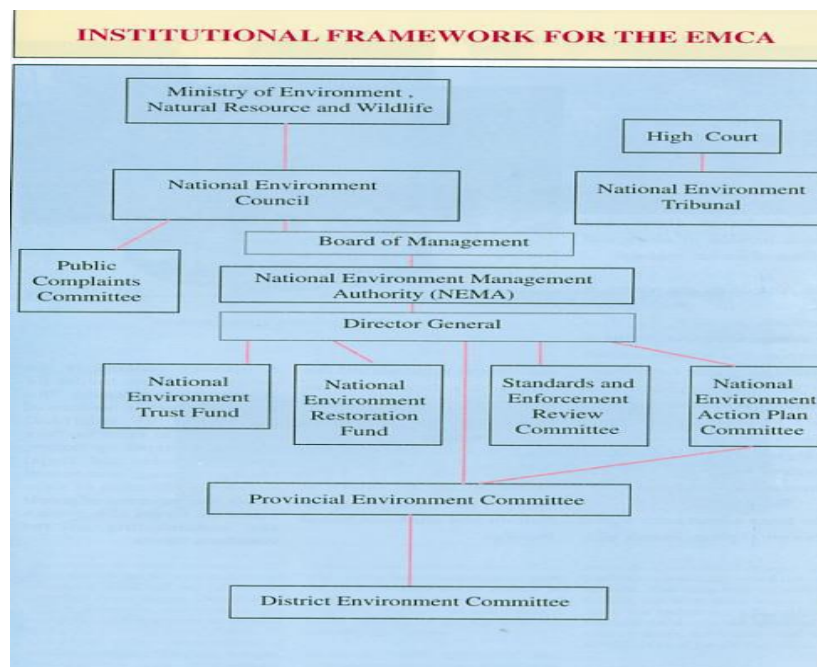 INSTITUTIONAL FRAMEWORK FOR THE EMCA
Ministry of Environment ,
Natural Resource and Wildlife
High Court
National Environment
Council
National Environment
Tribunal
Board of Management
Public
Complaints
Committee
National Environment Management
Authority (NEMA)
Director General
National
Environment
Trust Fund
National
Environment
Restoration
Fund
Standards and
Enforcement
Review
Committee
National
Environment
Action Plan
Committee
Provincial Environment Committee
District Environment Committee